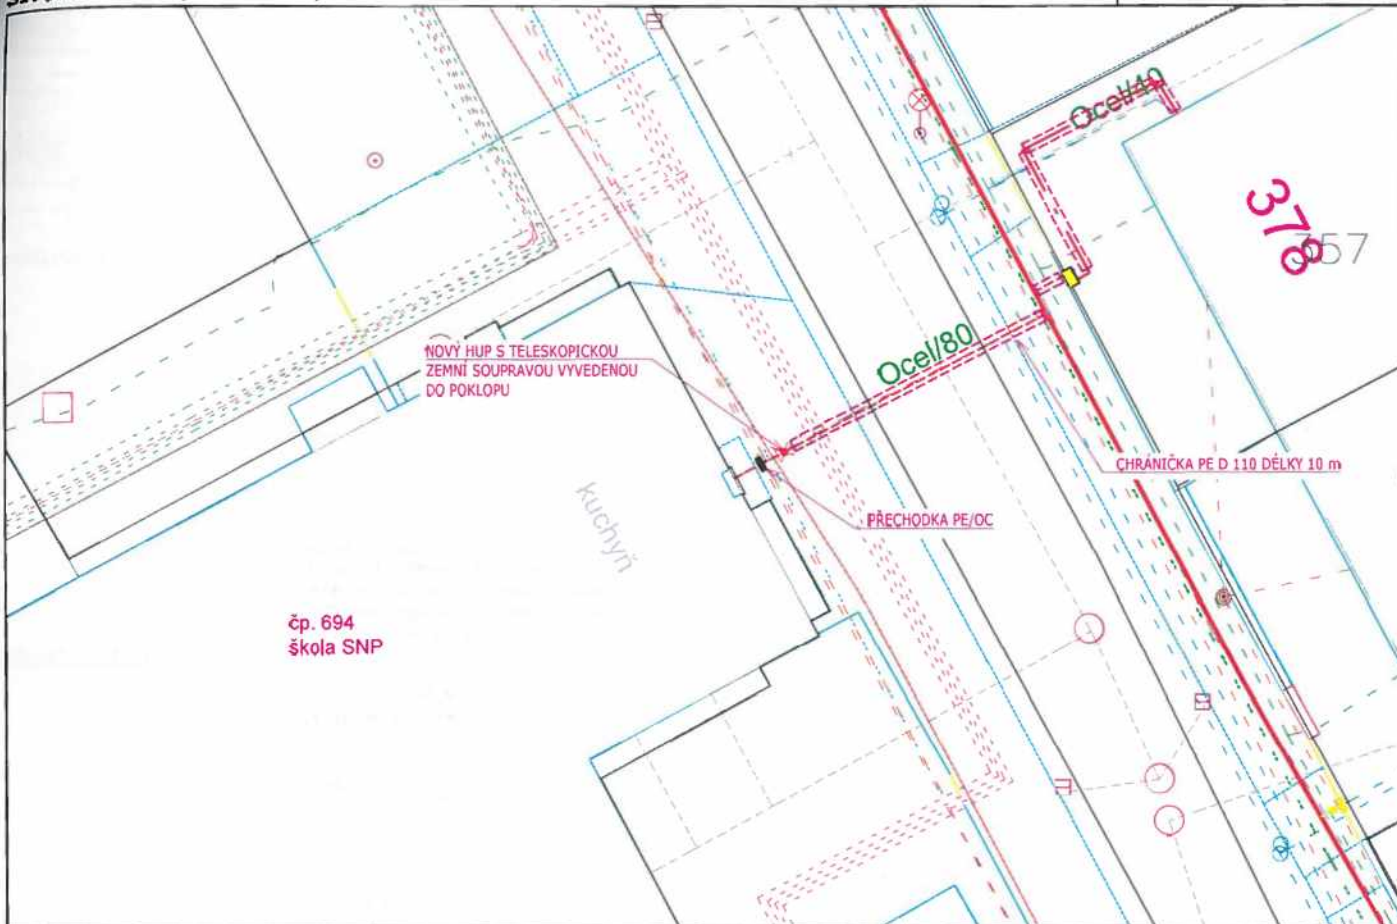 Ocel/40
378
357
NOVÝ HUP S TELESKOPICKOU
ZEMNÍ SOUPRAVOU VYVEDENOU
DO POKLOPU
Ocel/80
CHRÁNIČKA PE D 110 DÉLKY 10 m
kuchyň
PŘECHODKA PE/OC
čp. 694
škola SNP